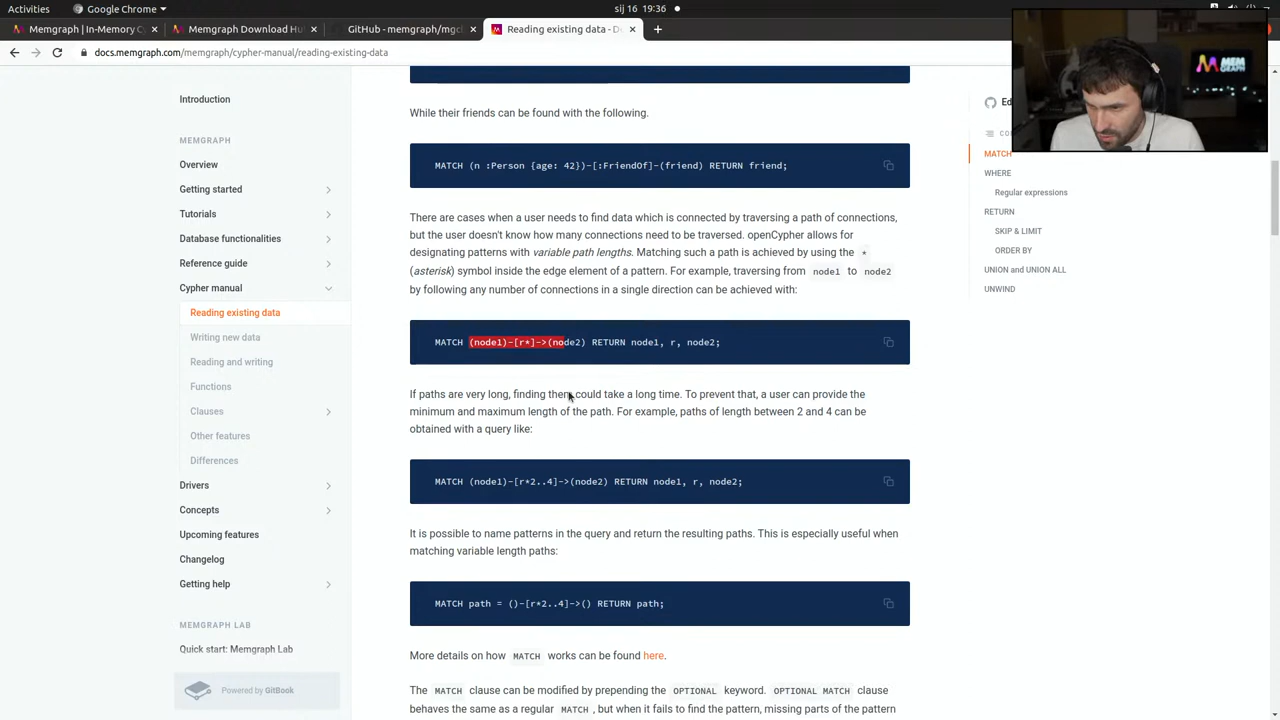 Activities
Google Chrome
sij 16 19:36
Memgraph | In-Memory C
Memgraph Download Hu
GitHub - memgraph/mgc
Reading existing data - D
docs.memgraph.com/memgraph/cypher-manual/reading-existing-data
Introduction
MEMGRAPH
Overview
Getting started
Tutorials
Database functionalities
Reference guide
Cypher manual
Reading existing data
Writing new data
Reading and writing
Functions
Clauses
Other features
Differences
Drivers
Concepts
Upcoming features
Changelog
Getting help
MEMGRAPH LAB
Quick start: Memgraph Lab
Powered by GitBook
While their friends can be found with the following.
MATCH (n :Person {age: 42})-[:FriendOf]-(friend) RETURN friend;
There are cases when a user needs to find data which is connected by traversing a path of connections,
but the user doesn't know how many connections need to be traversed. openCypher allows for
designating patterns with variable path lengths. Matching such a path is achieved by using the *
(asterisk) symbol inside the edge element of a pattern. For example, traversing from node1 to node2
by following any number of connections in a single direction can be achieved with:
MATCH (node1)-[r*]->(node2) RETURN node1, r, node2;
If paths are very long, finding them could take a long time. To prevent that, a user can provide the
minimum and maximum length of the path. For example, paths of length between 2 and 4 can be
obtained with a query like:
MATCH (node1)-[r*2..4]->(node2) RETURN node1, r, node2;
It is possible to name patterns in the query and return the resulting paths. This is especially useful when
matching variable length paths:
MATCH path = ()-[r*2..4]->() RETURN path;
More details on how MATCH works can be found here.
The MATCH clause can be modified by prepending the OPTIONAL keyword. OPTIONAL MATCH clause
behaves the same as a regular MATCH , but when it fails to find the pattern, missing parts of the pattern
Ed
CO
MATCH
WHERE
Regular expressions
RETURN
SKIP & LIMIT
ORDER BY
UNION and UNION ALL
UNWIND
MEM
GRAPH